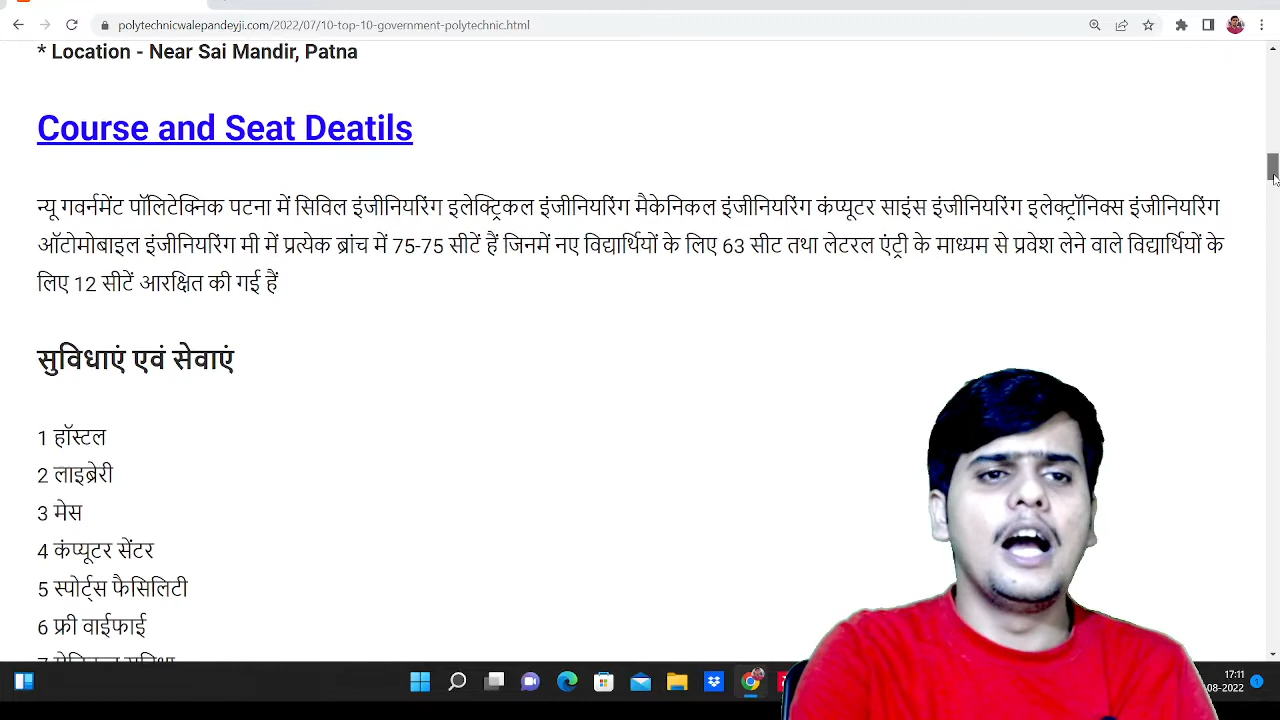 polytechnicwalepandeyji.com/2022/07/10-top-10-government-polytechnic.html
* Location - Near Sai Mandir, Patna
Course and Seat Deatils
न्यू गवर्नमेंट पॉलिटेक्निक पटना में सिविल इंजीनियरिंग इलेक्ट्रिकल इंजीनियरिंग मैकेनिकल इंजीनियरिंग कंप्यूटर साइंस इंजीनियरिंग इलेक्ट्रॉनिक्स इंजीनियरिंग
ऑटोमोबाइल इंजीनियरिंग मी में प्रत्येक ब्रांच में 75-75 सीटें हैं जिनमें नए विद्यार्थियों के लिए 63 सीट तथा लेटरल एंट्री के माध्यम से प्रवेश लेने वाले विद्यार्थियों के
लिए 12 सीटें आरक्षित की गई हैं
सुविधाएं एवं सेवाएं
1 हॉस्टल
2 लाइब्रेरी
3 मेस
4 कंप्यूटर सेंटर
5 स्पोर्ट्स फैसिलिटी
6 फ्री वाईफाई
17:11
08-2022